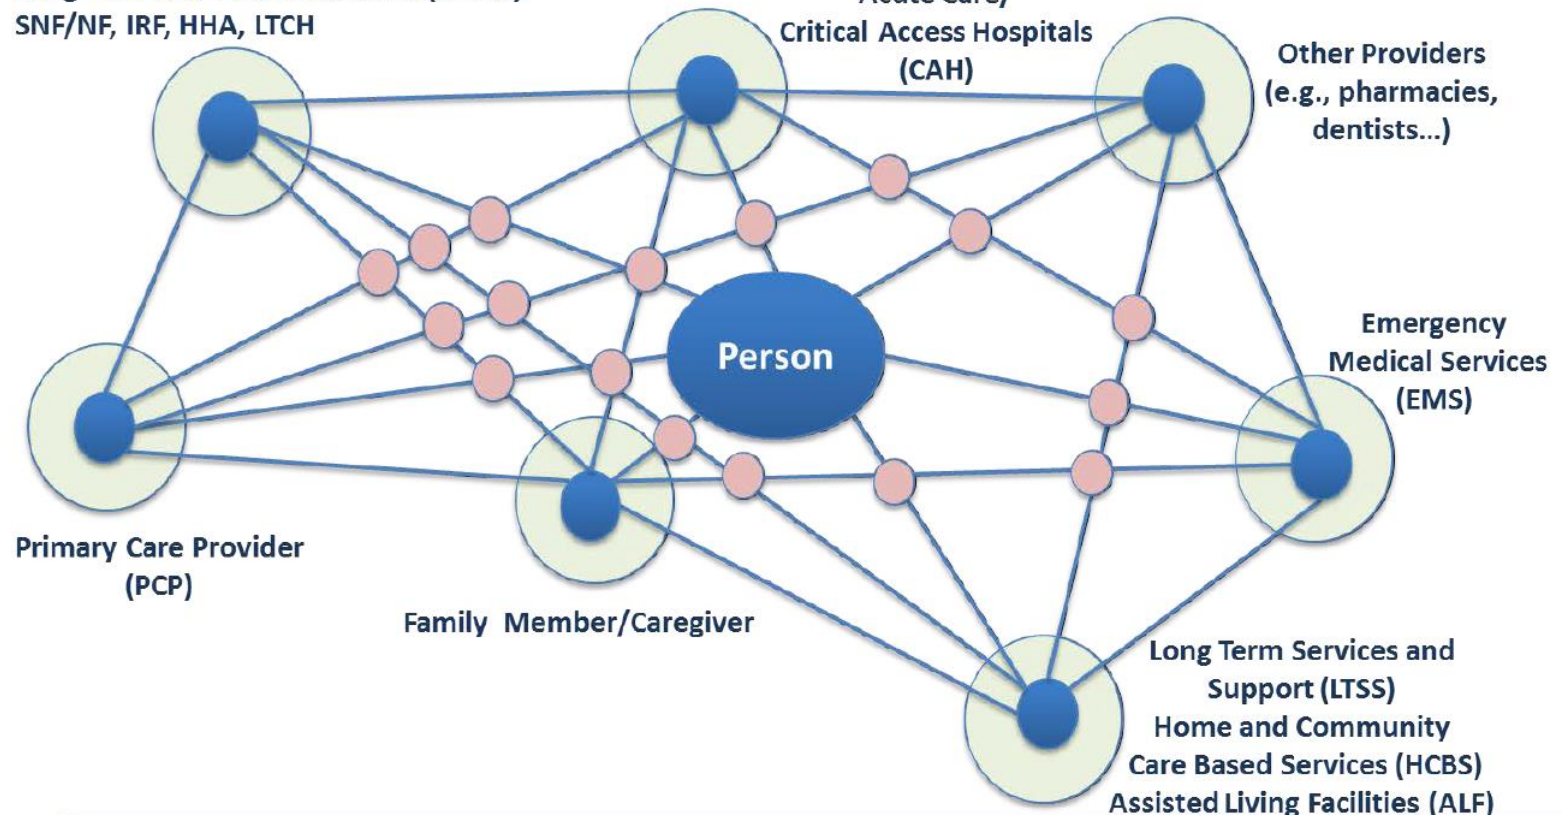 SNF/NF, IRF, HHA, LTCH
Critical Access Hospitals
(CAH)
Other Providers
(e.g., pharmacies,
dentists...)
Person
Emergency
Medical Services
(EMS)
Primary Care Provider
(PCP)
Family Member/Caregiver
Long Term Services and
Support (LTSS)
Home and Community
Care Based Services (HCBS)
Assisted Living Facilities (ALF)